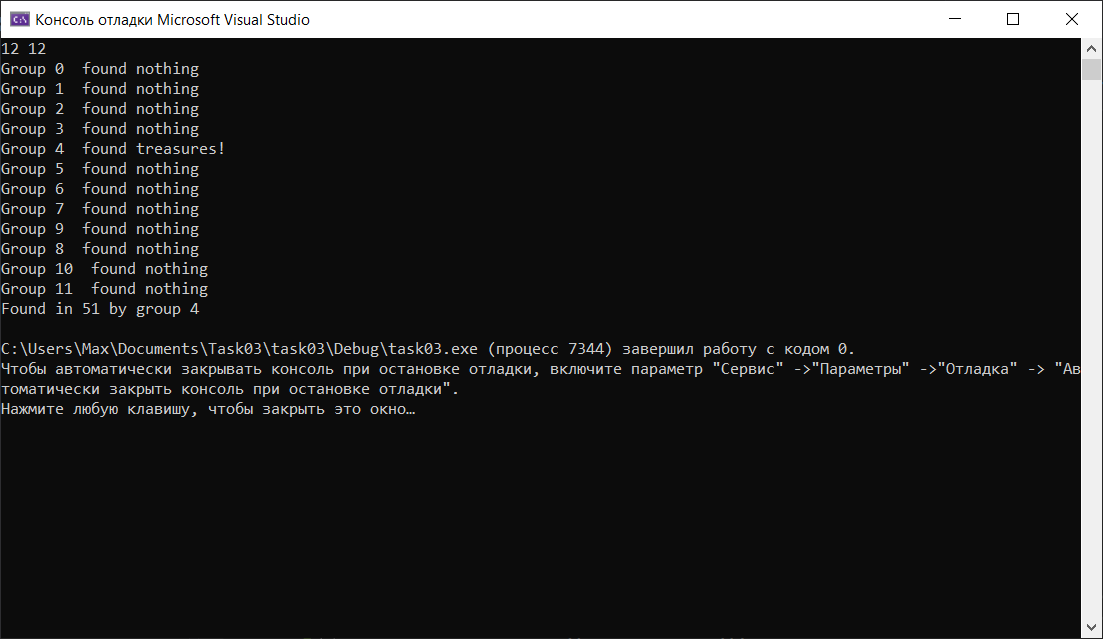 Консоль отладки Microsoft Visual Studio
12 12
Group 0  found nothing
Group 1  found nothing
Group 2  found nothing
Group 3  found nothing
Group 4  found treasures!
Group 5  found nothing
Group 6  found nothing
Group 7  found nothing
Group 9  found nothing
Group 8  found nothing
Group 10  found nothing
Group 11  found nothing
Found in 51 by group 4
C:\Users\Max\Documents\Task03\task03\Debug\task03.exe (процесс 7344) завершил работу с кодом 0.
Чтобы автоматически закрывать консоль при остановке отладки, включите параметр "Сервис" ->"Параметры" ->"Отладка" -> "Ав
томатически закрыть консоль при остановке отладки".
Нажмите любую клавишу, чтобы закрыть это окно…